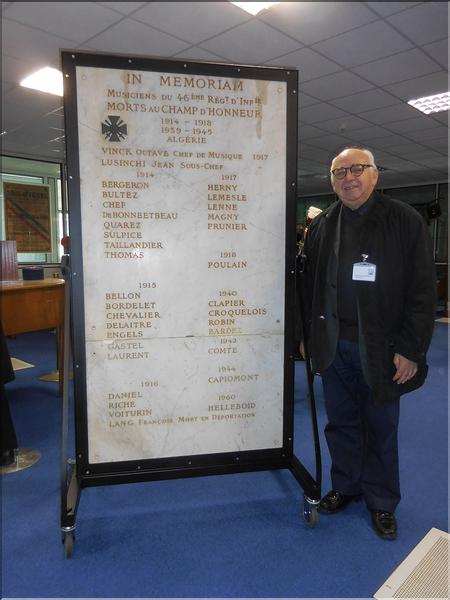 IN MEMORIAM
MUSICIENS DU 46ÈME RÉGT D'INFIE
MORTS AU CHAMP D'HONNEUR
1914 - 1918
1939 - 1945
ALGÉRIE
VINCK OCTAVE CHEF DE MUSIQUE 1917
LUSINCHI JEAN SOUS-CHEF
1914
BERGERON
BULTEZ
CHEF
DEBONNEETBEAU
QUAREZ
SULPICE
TAILLANDIER
THOMAS
1917
HERNY
LEMESLE
LENNE
MAGNY
PRUNIER
1918
POULAIN
1915
BELLON
BORDELET
CHEVALIER
DELAITRE
ENGELS
GASTEL
LAURENT
1940
CLAPIER
CROQUELOIS
ROBIN
BARDEZ
1942
COMTE
1944
CAPIOMONT
1916
DANIEL
RICHE
VOITURIN
1960
HELLEBOID
LANG FRANÇOIS MORT EN DÉPORTATION